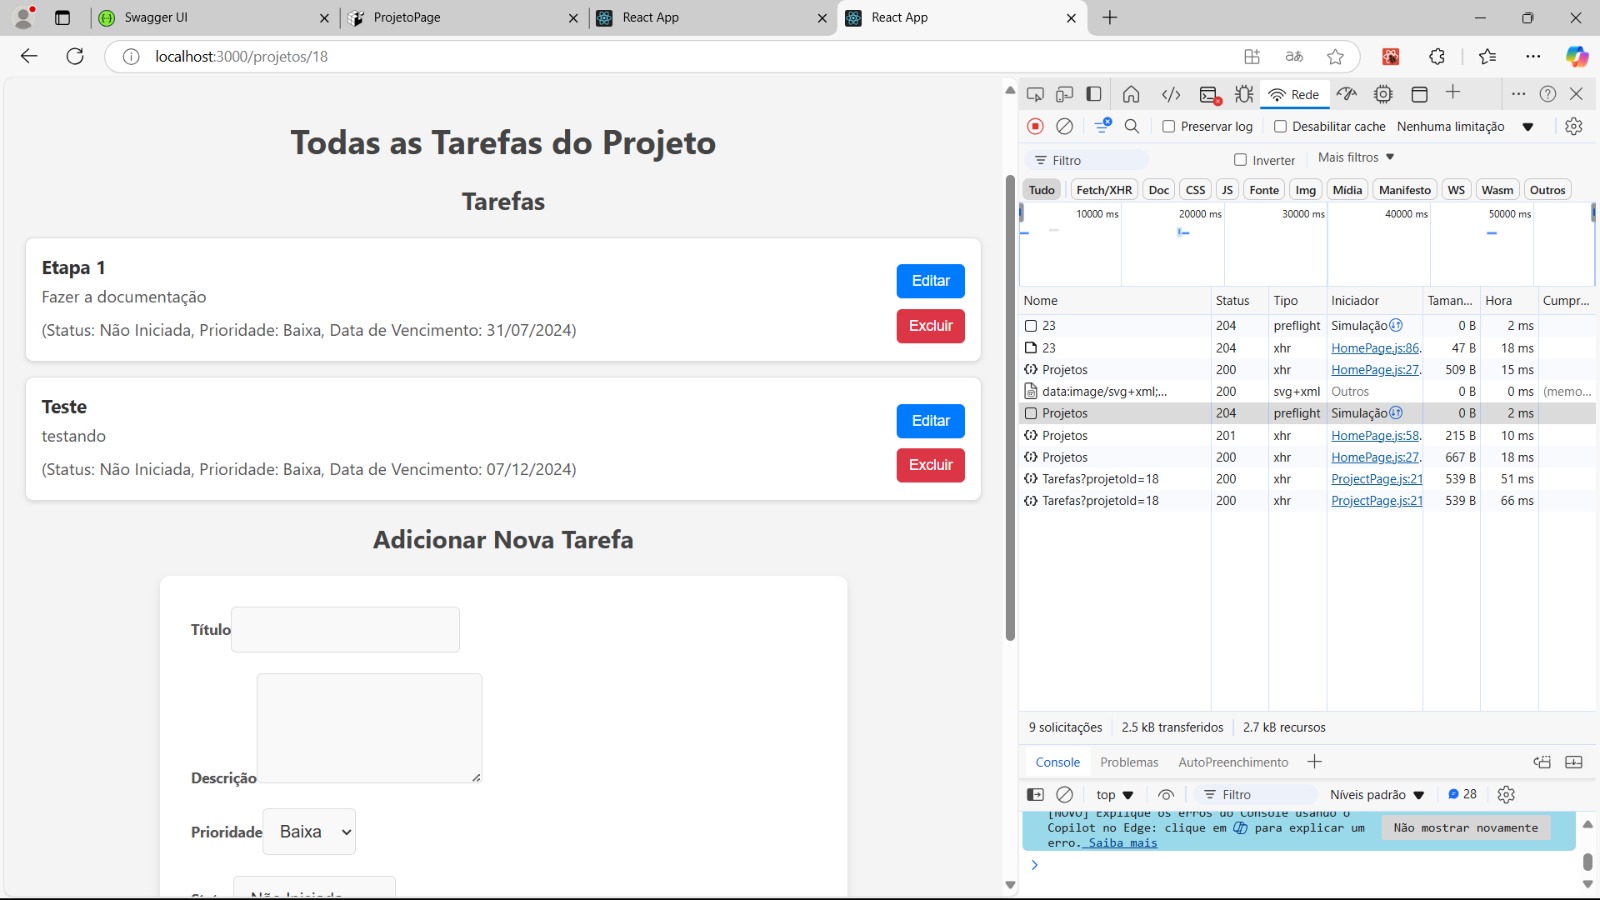 Swagger UI
ProjetoPage
React App
React App
localhost:3000/projetos/18
Todas as Tarefas do Projeto
Tarefas
Etapa 1
Fazer a documentação
(Status: Não Iniciada, Prioridade: Baixa, Data de Vencimento: 31/07/2024)
Editar
Excluir
Teste
testando
(Status: Não Iniciada, Prioridade: Baixa, Data de Vencimento: 07/12/2024)
Editar
Excluir
Adicionar Nova Tarefa
Título
Descrição
Prioridade Baixa
Rede
Preservar log Desabilitar cache Nenhuma limitação
Filtro Inverter Mais filtros
Tudo Fetch/XHR Doc CSS JS Fonte Img Mídia Manifesto WS Wasm Outros
10000 ms 20000 ms 30000 ms 40000 ms 50000 ms
Nome Status Tipo Iniciador Taman... Hora Cumpr...
23 204 preflight Simulação 0 B 2 ms
23 204 xhr HomePage.js:86. 47 B 18 ms
Projetos 200 xhr HomePage.js:27. 509 B 15 ms
data:image/svg+xml;... 200 svg+xml Outros 0 B 0 ms (memo...
Projetos 204 preflight Simulação 0 B 2 ms
Projetos 201 xhr HomePage.js:58. 215 B 10 ms
Projetos 200 xhr HomePage.js:27. 667 B 18 ms
Tarefas?projetoId=18 200 xhr ProjectPage.js:21 539 B 51 ms
Tarefas?projetoId=18 200 xhr ProjectPage.js:21 539 B 66 ms
9 solicitações 2.5 kB transferidos 2.7 kB recursos
Console Problemas AutoPreenchimento
top Filtro Níveis padrão 28
[NOVO] Explique os erros do Console usando o
Copilot no Edge: clique em para explicar um
erro. Saiba mais
Não mostrar novamente